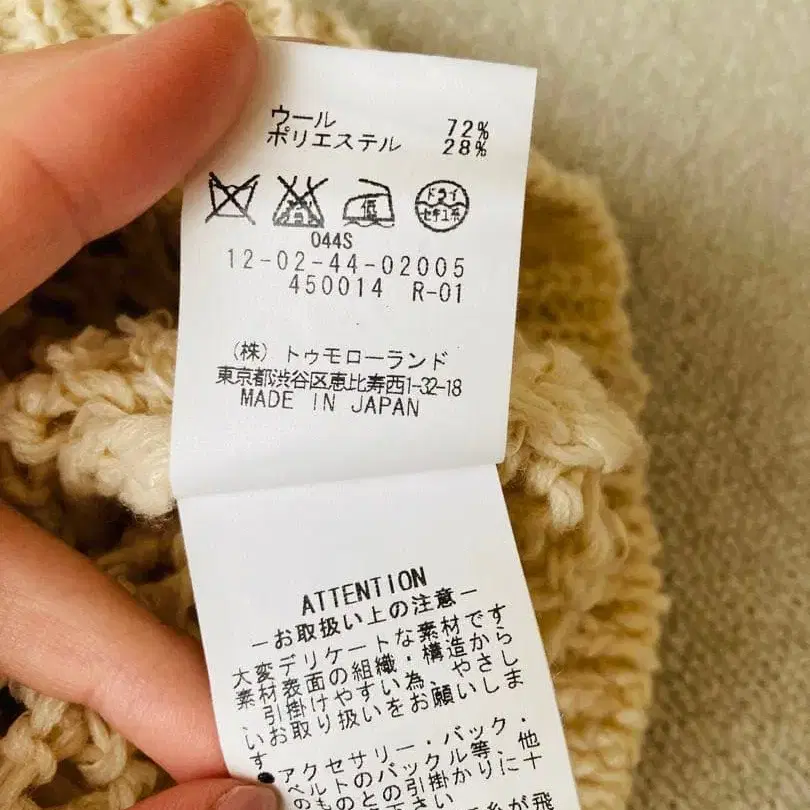 ウール 72%
ポリエステル 28%
低
ドライ
セキユ系
044S
12-02-44-02005
450014 R-01
(株) トゥモローランド
東京都渋谷区恵比寿西1-32-18
MADE IN JAPAN
ATTENTION
－お取扱い上の注意－
大変デリケートな素材です
素材表面の組織・構造から
引掛けやすい為、やさし
いお取り扱いをお願いしま
す
●アクセサリー・バック・
ベルトのバックル等、他
のものとの引掛かりに十
糸が飛